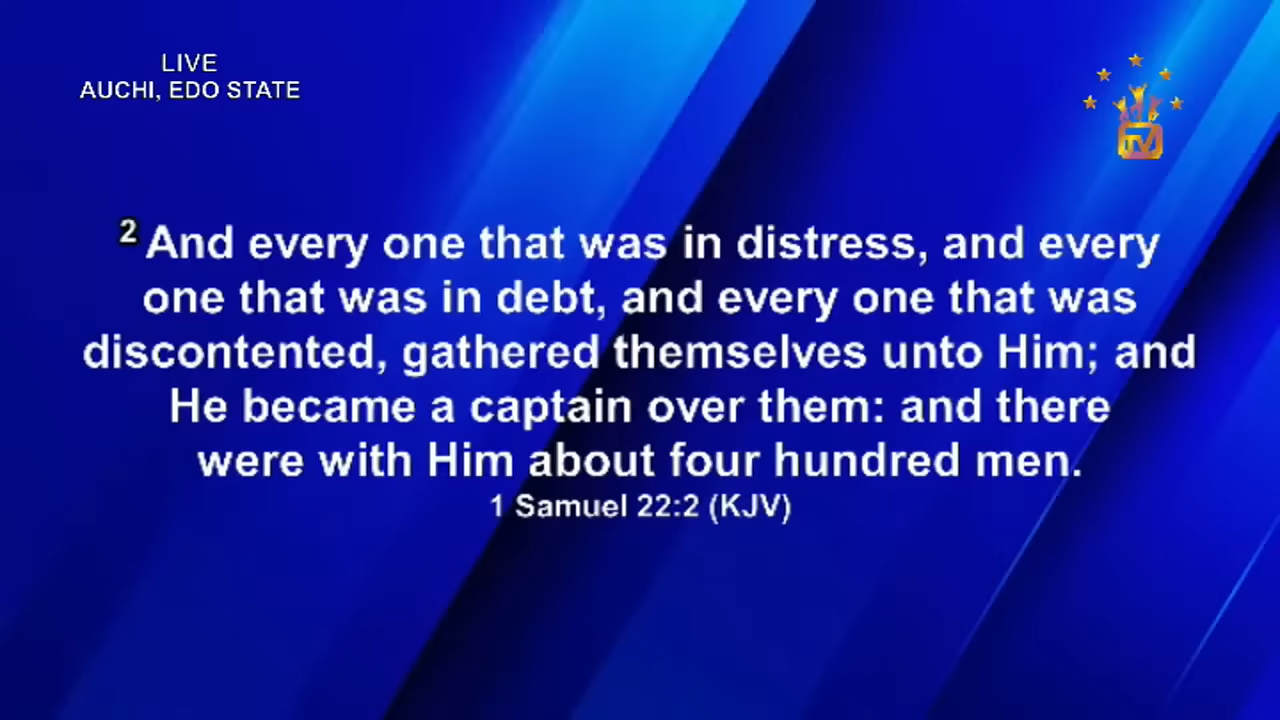 LIVE
AUCHI, EDO STATE
TV
2 And every one that was in distress, and every
one that was in debt, and every one that was
discontented, gathered themselves unto Him; and
He became a captain over them: and there
were with Him about four hundred men.
1 Samuel 22:2 (KJV)